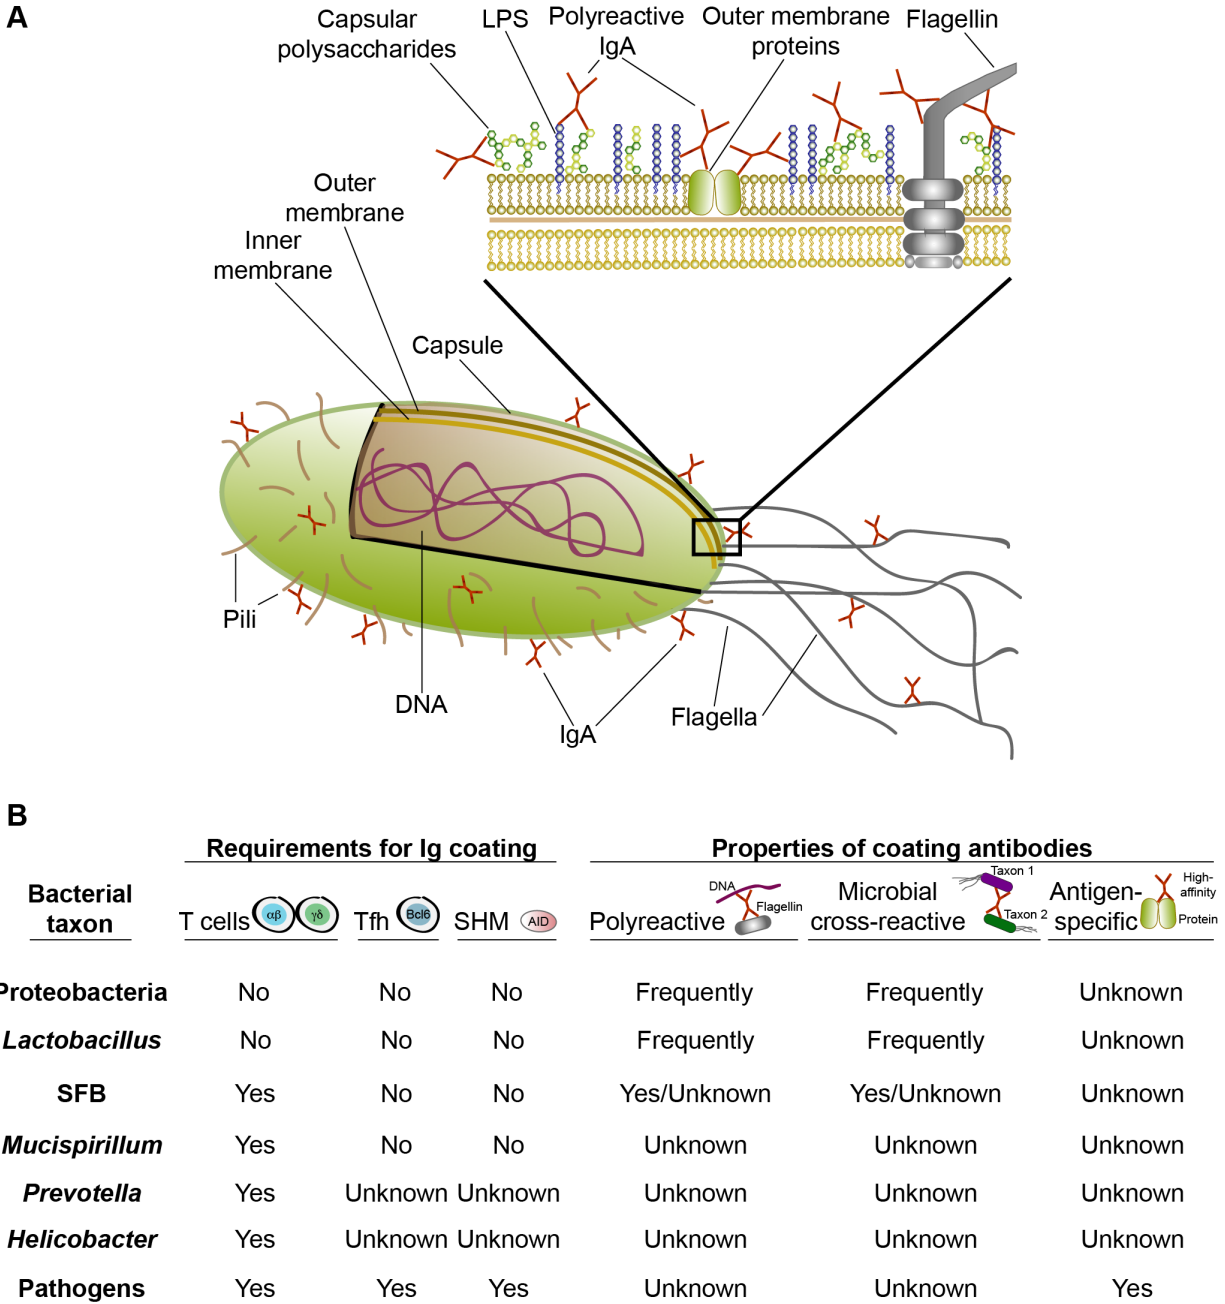 A
Capsular
polysaccharides
LPS
Polyreactive
IgA
Outer membrane
proteins
Flagellin
Outer
membrane
Inner
membrane
Capsule
Pili
DNA
IgA
Flagella
B
Requirements for Ig coating
Properties of coating antibodies
Bacterial
taxon
T cells αβ γδ
Tfh Bcl6
SHM AID
Polyreactive
DNA
Flagellin
Microbial
cross-reactive
Taxon 1
Taxon 2
Antigen-
specific
High-
affinity
Protein
Proteobacteria No No No Frequently Frequently Unknown
Lactobacillus No No No Frequently Frequently Unknown
SFB Yes No No Yes/Unknown Yes/Unknown Unknown
Mucispirillum Yes No No Unknown Unknown Unknown
Prevotella Yes Unknown Unknown Unknown Unknown Unknown
Helicobacter Yes Unknown Unknown Unknown Unknown Unknown
Pathogens Yes Yes Yes Unknown Unknown Yes